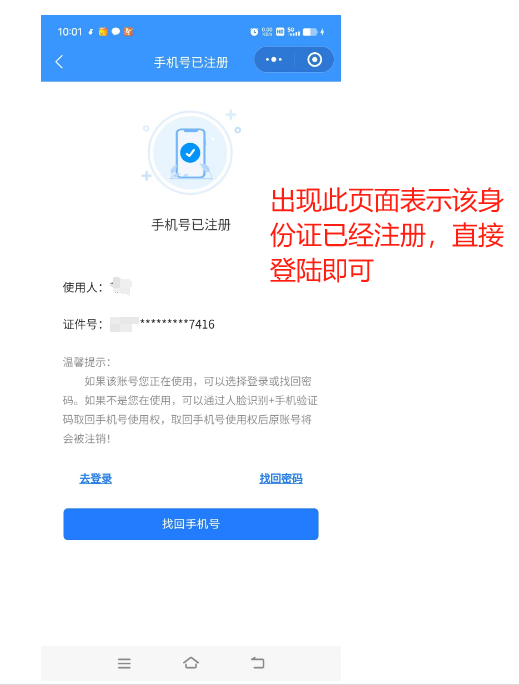 10:01
手机号已注册
手机号已注册
出现此页面表示该身
份证已经注册，直接
登陆即可
使用人：
证件号：*********7416
温馨提示：
如果该账号您正在使用，可以选择登录或找回密
码。如果不是您在使用，可以通过人脸识别+手机验证
码取回手机号使用权，取回手机号使用权后原账号将
会被注销！
去登录 找回密码
找回手机号